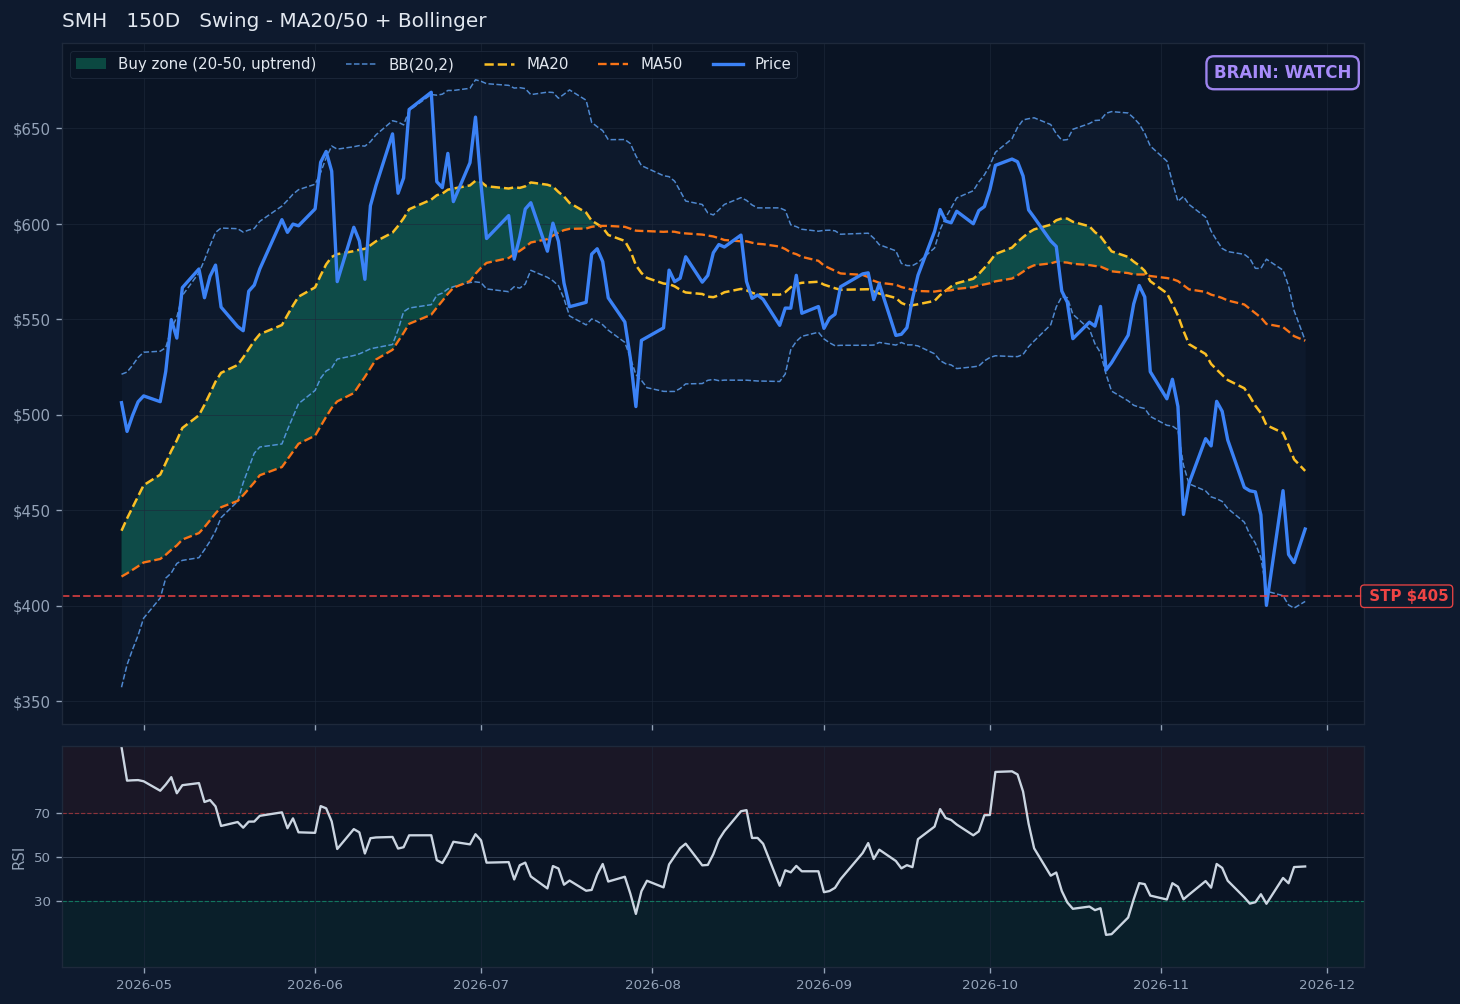 SMH 150D Swing - MA20/50 + Bollinger
Buy zone (20-50, uptrend) BB(20,2) MA20 MA50 Price
BRAIN: WATCH
$650
$600
$550
$500
$450
$400
$350
STP $405
70
50
30
RSI
2026-05 2026-06 2026-07 2026-08 2026-09 2026-10 2026-11 2026-12